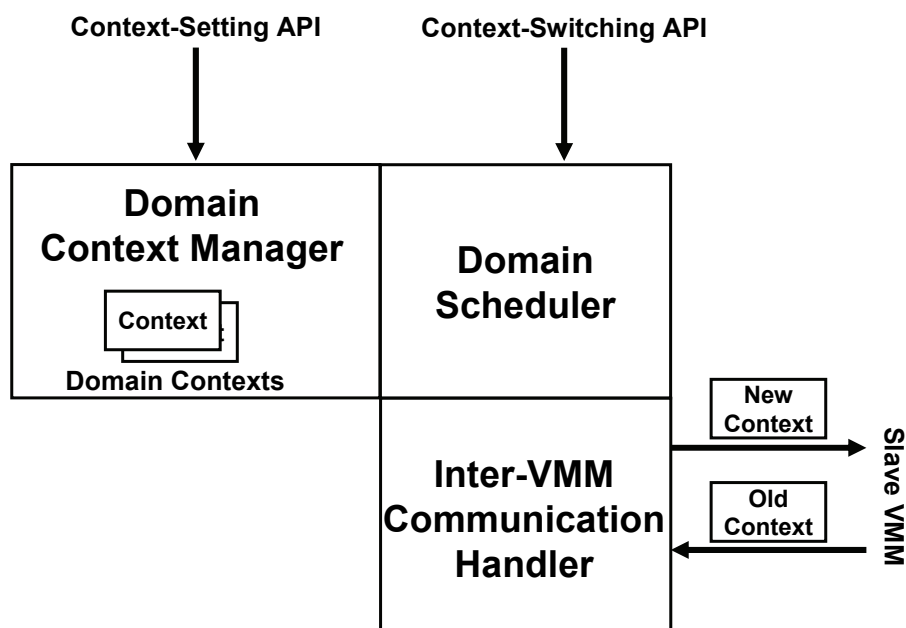 Context-Setting API
Context-Switching API
Domain
Context Manager
Context
Domain Contexts
Domain
Scheduler
Inter-VMM
Communication
Handler
New
Context
Old
Context
Slave VMM